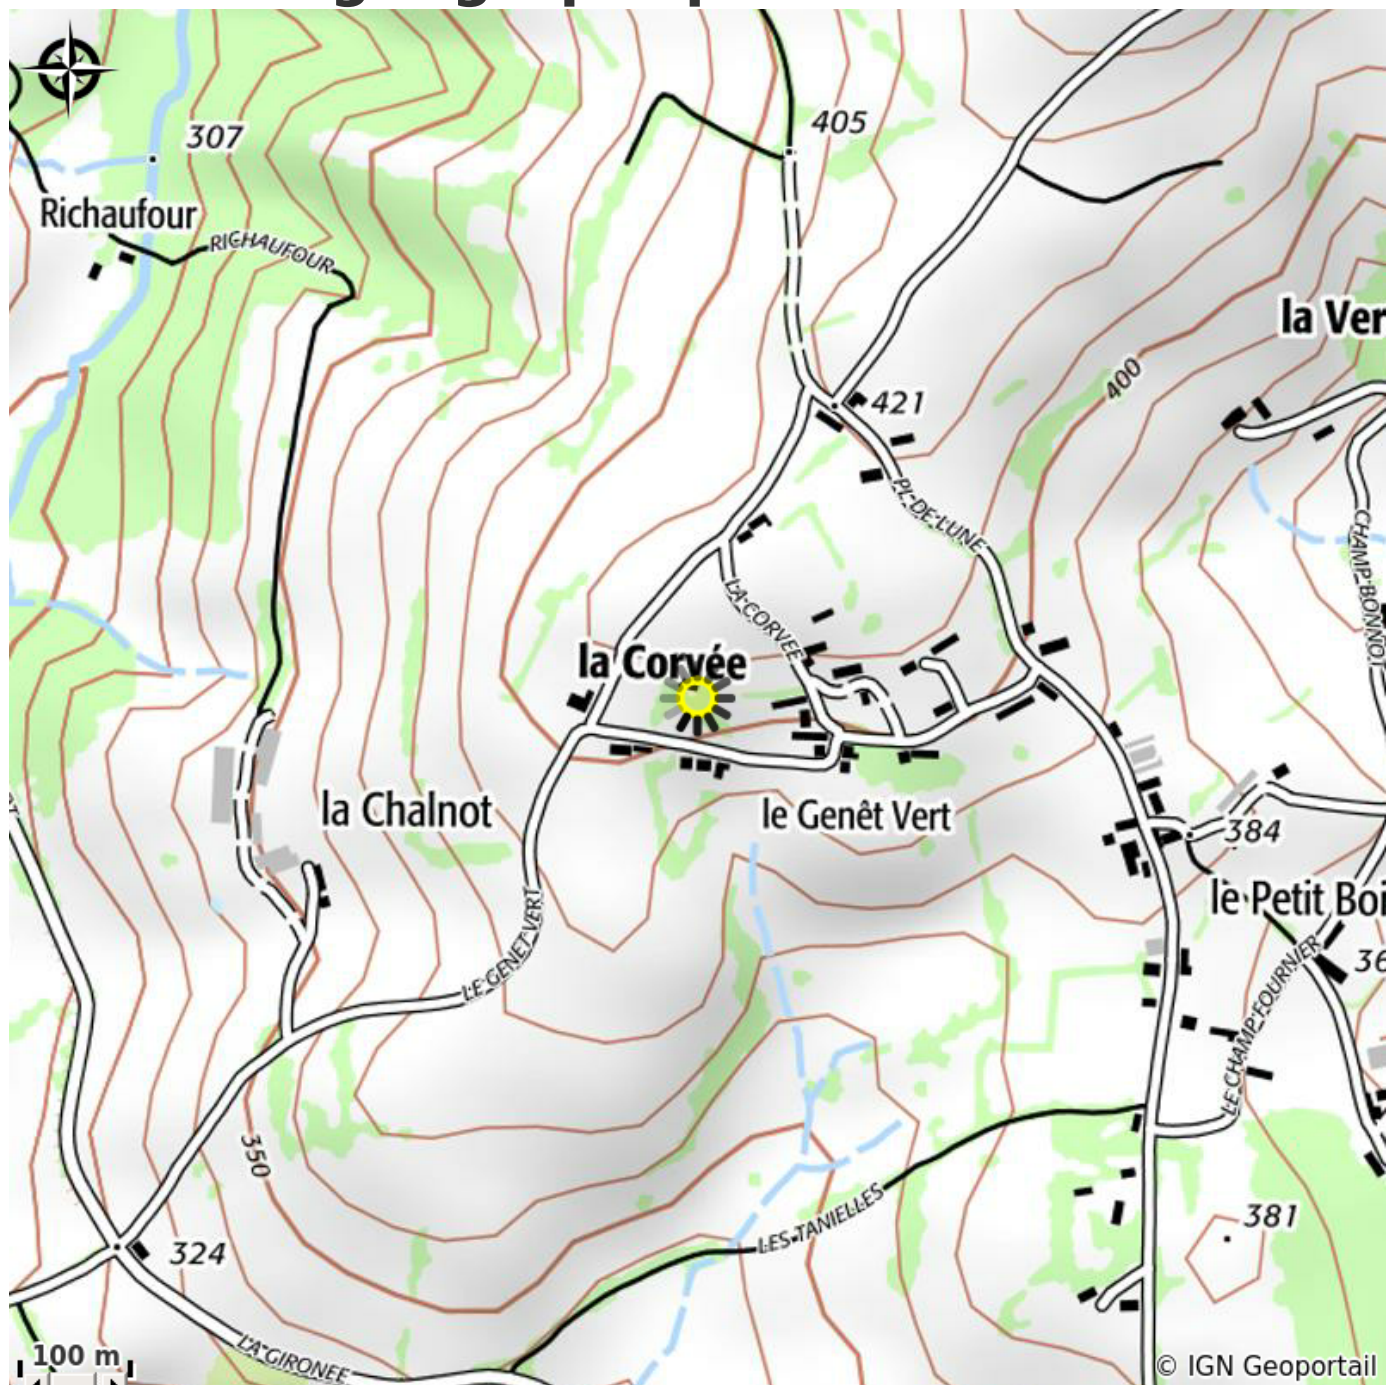 405
307
Richaufour
RICHAUFOUR
la Ver
400
421
PL DE LUNE
CHAMP BONNOT
LA CORVEE
la Corvée
la Chalnot
le Genêt Vert
384
le Petit Boi
LE GENET VERT
36
LE CHAMP FOURNIER
350
LES TANIELLES
381
324
LA GIRONEE
100 m
© IGN Geoportail